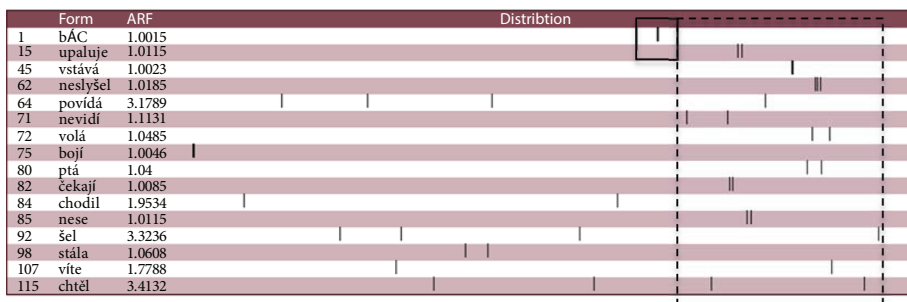 Form ARF Distribtion
1 bÁC 1.0015
15 upaluje 1.0115
45 vstává 1.0023
62 neslyšel 1.0185
64 povídá 3.1789
71 nevidí 1.1131
72 volá 1.0485
75 bojí 1.0046
80 ptá 1.04
82 čekají 1.0085
84 chodil 1.9534
85 nese 1.0115
92 šel 3.3236
98 stála 1.0608
107 víte 1.7788
115 chtěl 3.4132